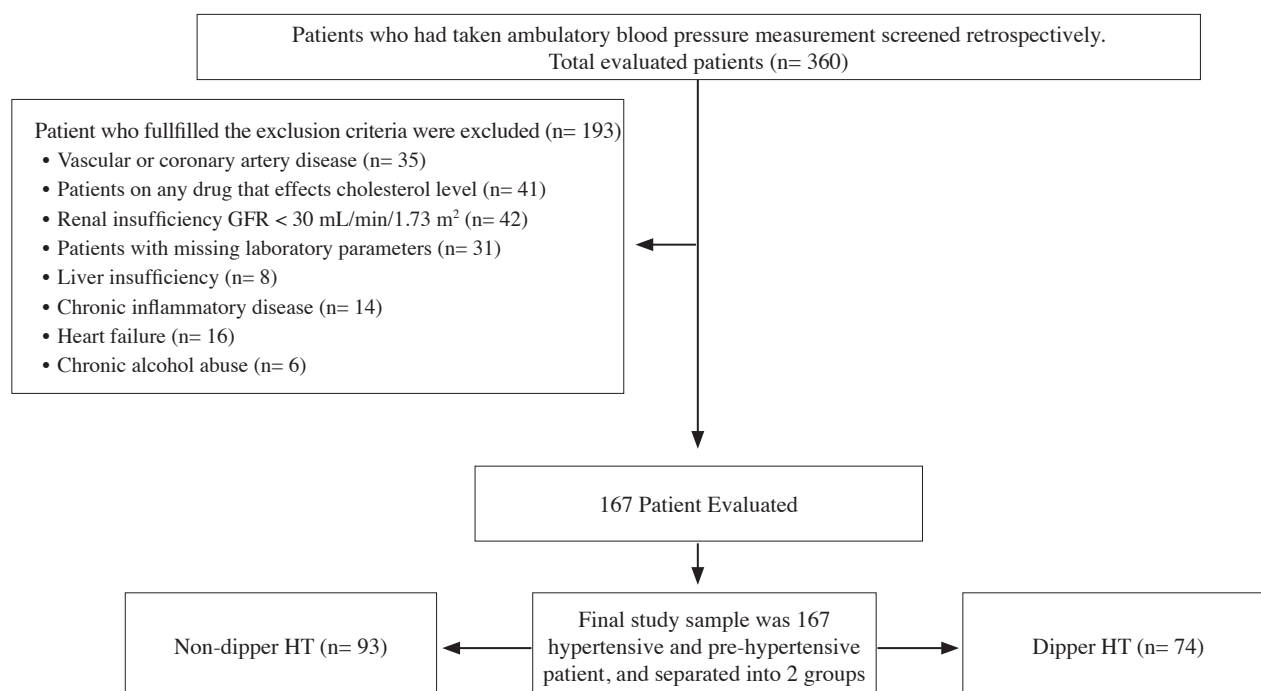 Patients who had taken ambulatory blood pressure measurement screened retrospectively.
Total evaluated patients (n= 360)
Patient who fullfilled the exclusion criteria were excluded (n= 193)
• Vascular or coronary artery disease (n= 35)
• Patients on any drug that effects cholesterol level (n= 41)
• Renal insufficiency GFR < 30 mL/min/1.73 m² (n= 42)
• Patients with missing laboratory parameters (n= 31)
• Liver insufficiency (n= 8)
• Chronic inflammatory disease (n= 14)
• Heart failure (n= 16)
• Chronic alcohol abuse (n= 6)
167 Patient Evaluated
Non-dipper HT (n= 93)
Final study sample was 167
hypertensive and pre-hypertensive
patient, and separated into 2 groups
Dipper HT (n= 74)